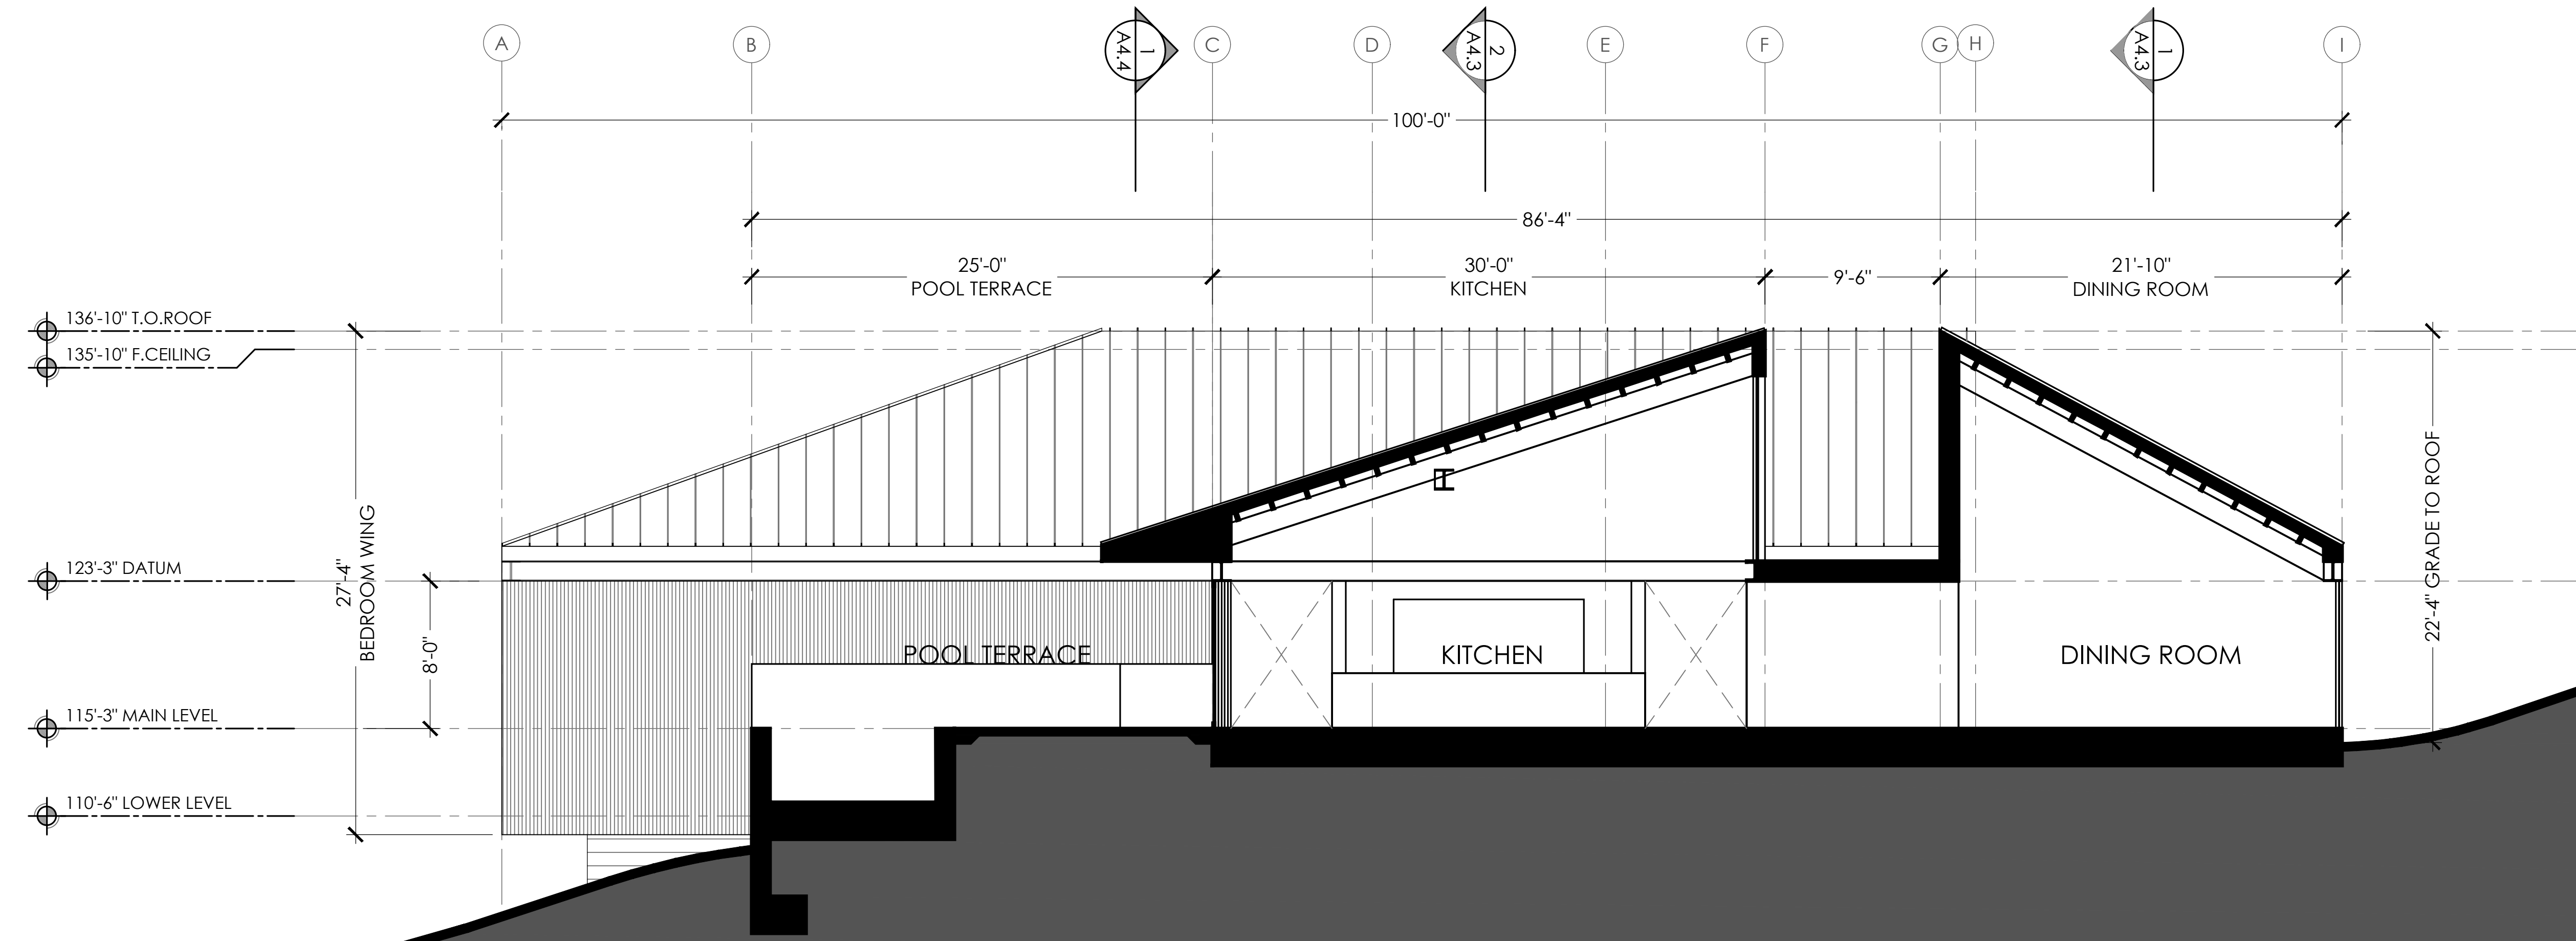 A
B
1
A4.4
C
D
2
A4.3
E
F
G
H
1
A4.3
I
100'-0"
86'-4"
25'-0"
POOL TERRACE
30'-0"
KITCHEN
9'-6"
21'-10"
DINING ROOM
136'-10" T.O.ROOF
135'-10" F.CEILING
123'-3" DATUM
115'-3" MAIN LEVEL
110'-6" LOWER LEVEL
27'-4"
BEDROOM WING
8'-0"
POOL TERRACE
KITCHEN
DINING ROOM
22'-4" GRADE TO ROOF